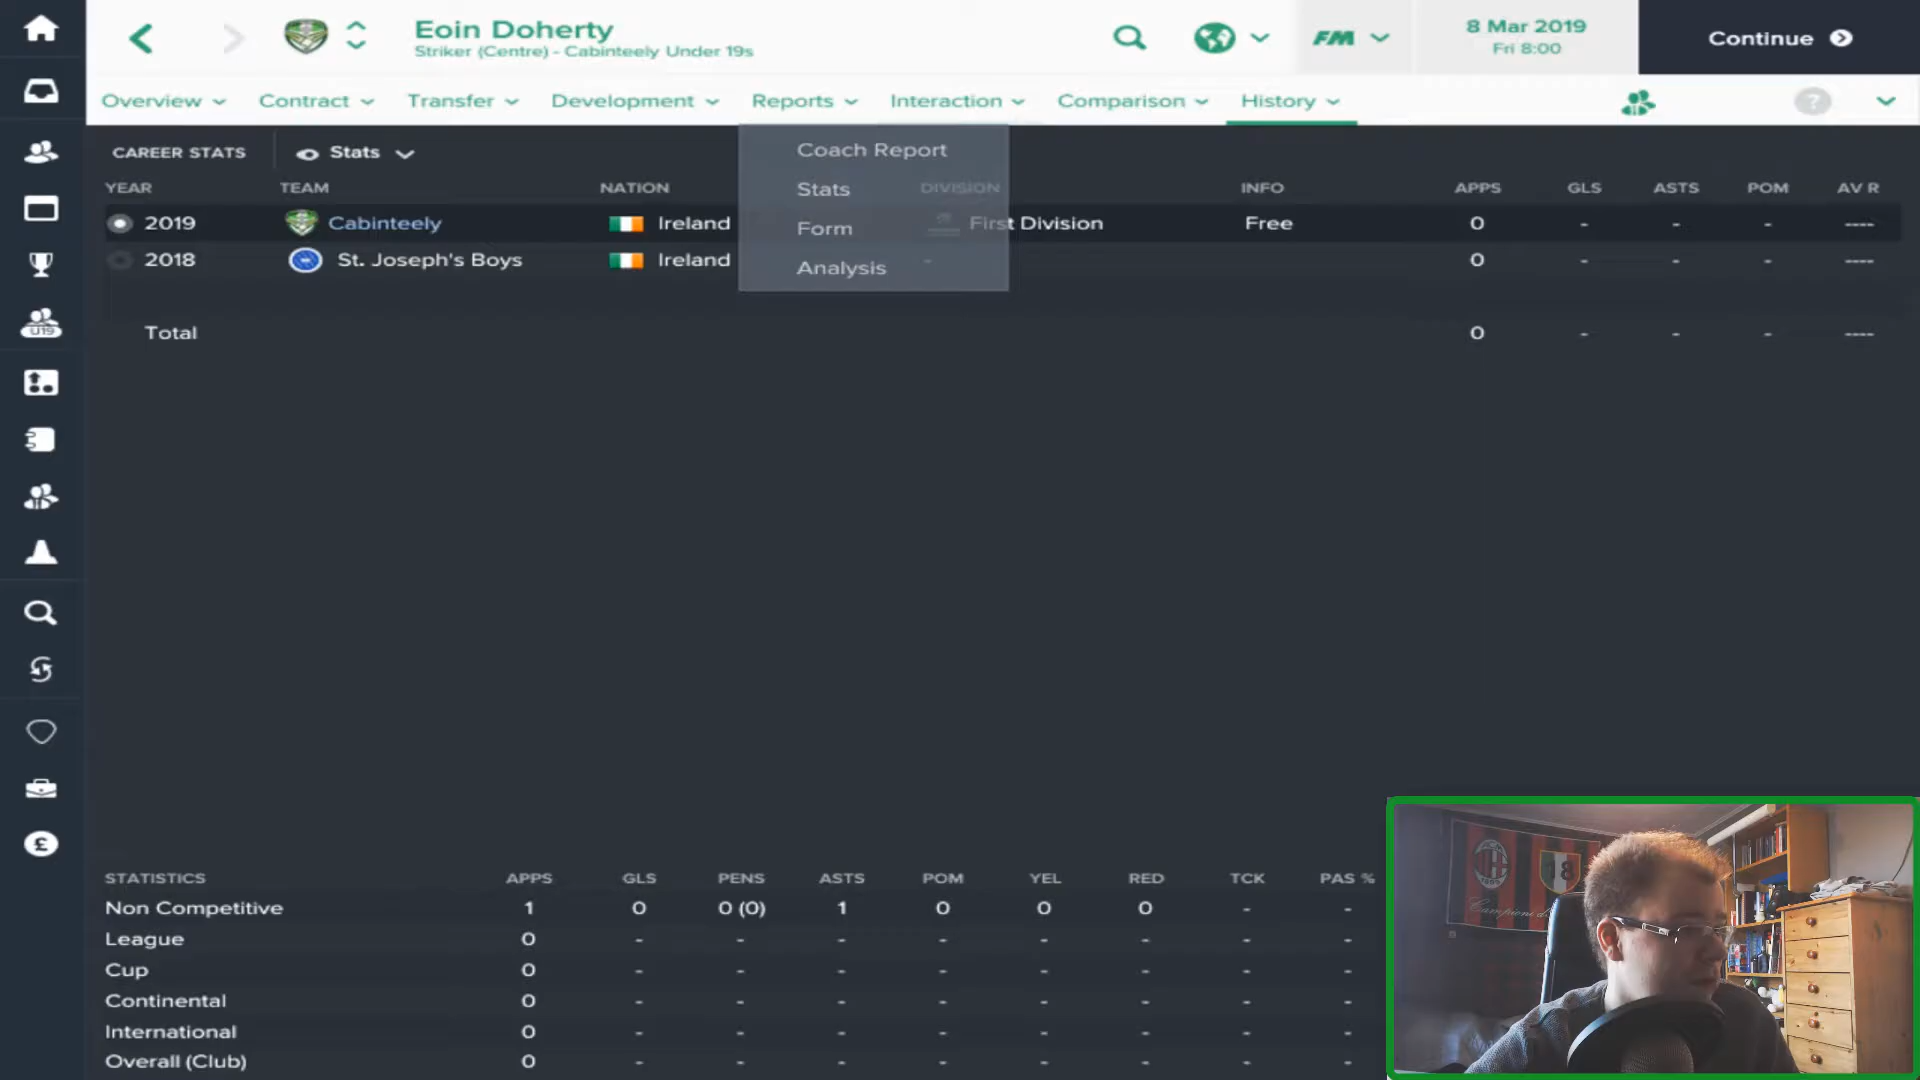 Eoin Doherty
Striker (Centre) - Cabinteely Under 19s
FM
8 Mar 2019
Fri 8:00
Continue
Overview
Contract
Transfer
Development
Reports
Interaction
Comparison
History
?
CAREER STATS
Stats
Coach Report
Stats
Form
Analysis
YEAR TEAM NATION DIVISION INFO APPS GLS ASTS POM AV R
2019 Cabinteely Ireland First Division Free 0 - - - ----
2018 St. Joseph's Boys Ireland - 0 - - - ----
Total 0 - - - ----
U19
£
STATISTICS APPS GLS PENS ASTS POM YEL RED TCK PAS %
Non Competitive 1 0 0 (0) 1 0 0 0 - -
League 0 - - - - - - - -
Cup 0 - - - - - - - -
Continental 0 - - - - - - - -
International 0 - - - - - - - -
Overall (Club) 0 - - - - - - - -
18